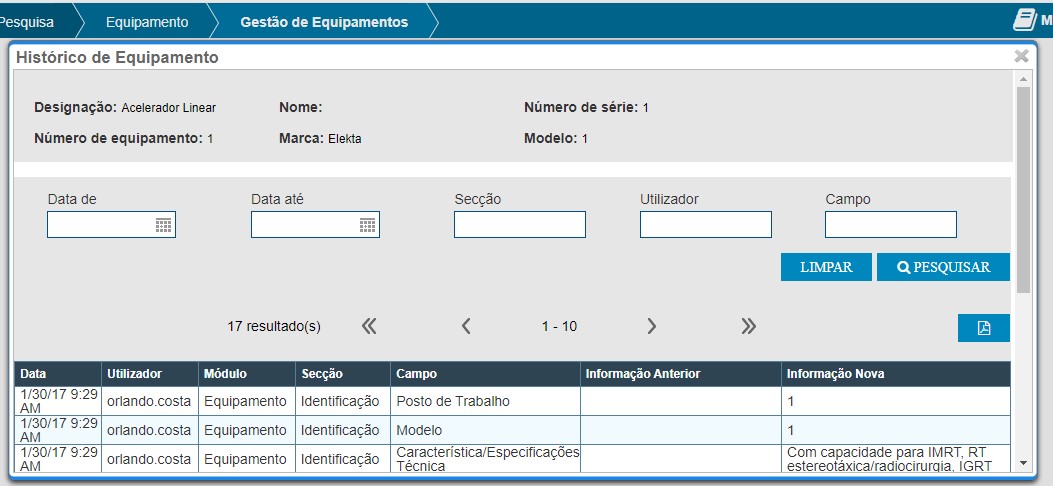 Pesquisa Equipamento Gestão de Equipamentos M
Histórico de Equipamento
Designação: Acelerador Linear Nome: Número de série: 1
Número de equipamento: 1 Marca: Elekta Modelo: 1
Data de Data até Secção Utilizador Campo
LIMPAR PESQUISAR
17 resultado(s) 1 - 10
Data Utilizador Módulo Secção Campo Informação Anterior Informação Nova
1/30/17 9:29 AM orlando.costa Equipamento Identificação Posto de Trabalho 1
1/30/17 9:29 AM orlando.costa Equipamento Identificação Modelo 1
1/30/17 9:29 AM orlando.costa Equipamento Identificação Característica/Especificações Técnica Com capacidade para IMRT, RT estereotáxica/radiocirurgia, IGRT